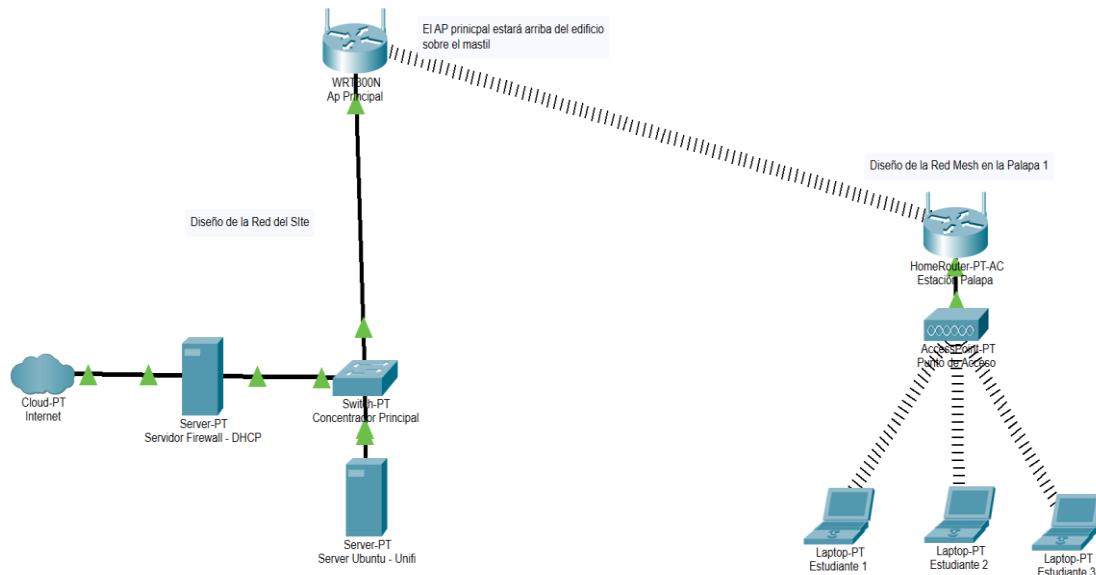 El AP prinicpal estará arriba del edificio
sobre el mastil
WRT300N
Ap Principal
Diseño de la Red Mesh en la Palapa 1
Diseño de la Red del SIte
HomeRouter-PT-AC
Estación Palapa
AccessPoint-PT
Punto de Acceso
Cloud-PT
Internet
Server-PT
Servidor Firewall - DHCP
Switch-PT
Concentrador Principal
Server-PT
Server Ubuntu - Unifi
Laptop-PT
Estudiante 1
Laptop-PT
Estudiante 2
Laptop-PT
Estudiante 3